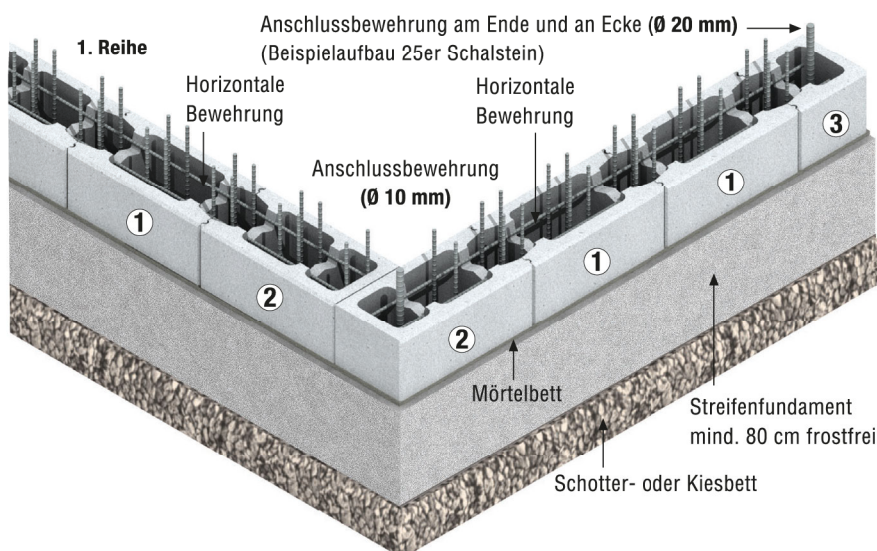 Anschlussbewehrung am Ende und an Ecke (Ø 20 mm)
(Beispielaufbau 25er Schalstein)
1. Reihe
Horizontale
Bewehrung
Horizontale
Bewehrung
Anschlussbewehrung
(Ø 10 mm)
3
1
1
1
2
2
Mörtelbett
Streifenfundament
mind. 80 cm frostfrei
Schotter- oder Kiesbett